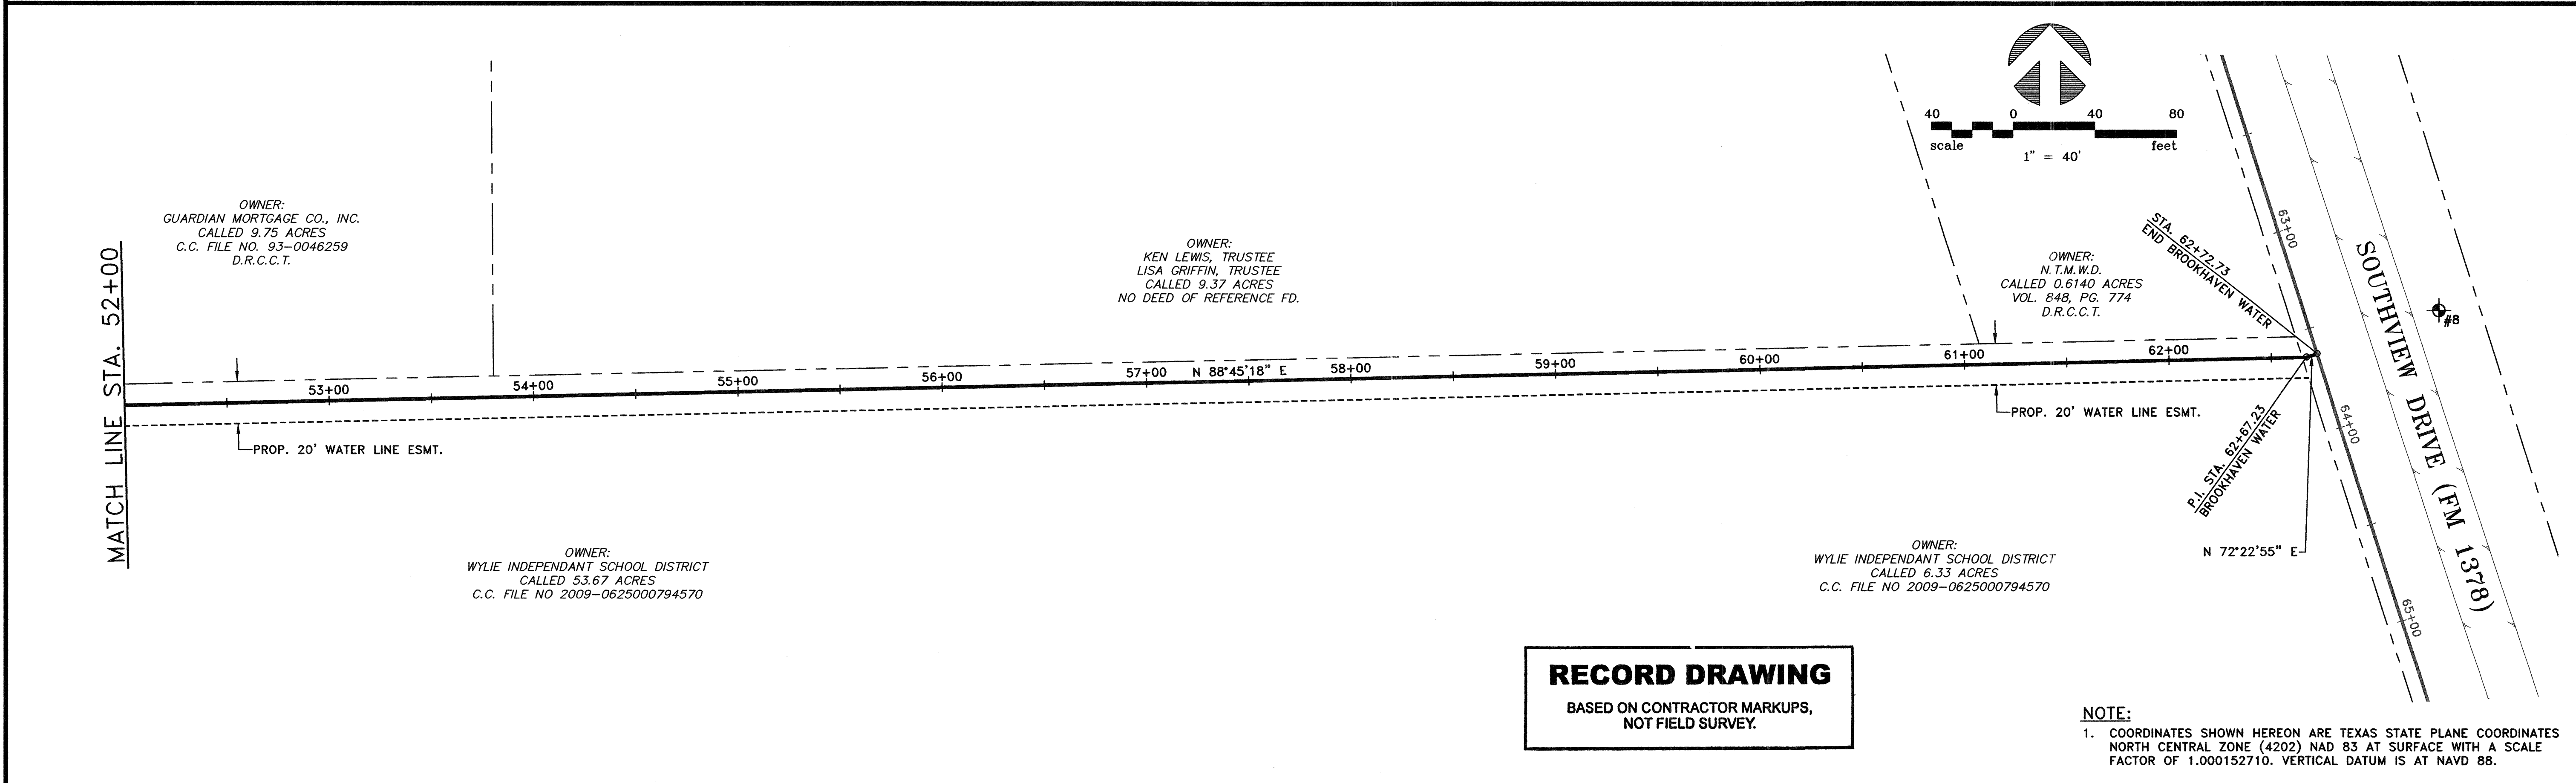 MATCH LINE STA. 52+00
OWNER:
GUARDIAN MORTGAGE CO., INC.
CALLED 9.75 ACRES
C.C. FILE NO. 93-0046259
D.R.C.C.T.
OWNER:
KEN LEWIS, TRUSTEE
LISA GRIFFIN, TRUSTEE
CALLED 9.37 ACRES
NO DEED OF REFERENCE FD.
40 0 40 80
scale feet
1" = 40'
OWNER:
N.T.M.W.D.
CALLED 0.6140 ACRES
VOL. 848, PG. 774
D.R.C.C.T.
STA. 62+72.73
END BROOKHAVEN WATER
63+00
64+00
65+00
SOUTHVIEW DRIVE (FM 1378)
#8
53+00
54+00
55+00
56+00
57+00
N 88°45'18" E
58+00
59+00
60+00
61+00
62+00
PROP. 20' WATER LINE ESMT.
PROP. 20' WATER LINE ESMT.
P.I. STA. 62+67.23
BROOKHAVEN WATER
N 72°22'55" E
OWNER:
WYLIE INDEPENDANT SCHOOL DISTRICT
CALLED 53.67 ACRES
C.C. FILE NO 2009-0625000794570
OWNER:
WYLIE INDEPENDANT SCHOOL DISTRICT
CALLED 6.33 ACRES
C.C. FILE NO 2009-0625000794570
RECORD DRAWING
BASED ON CONTRACTOR MARKUPS,
NOT FIELD SURVEY.
NOTE:
1. COORDINATES SHOWN HEREON ARE TEXAS STATE PLANE COORDINATES
NORTH CENTRAL ZONE (4202) NAD 83 AT SURFACE WITH A SCALE
FACTOR OF 1.000152710. VERTICAL DATUM IS AT NAVD 88.